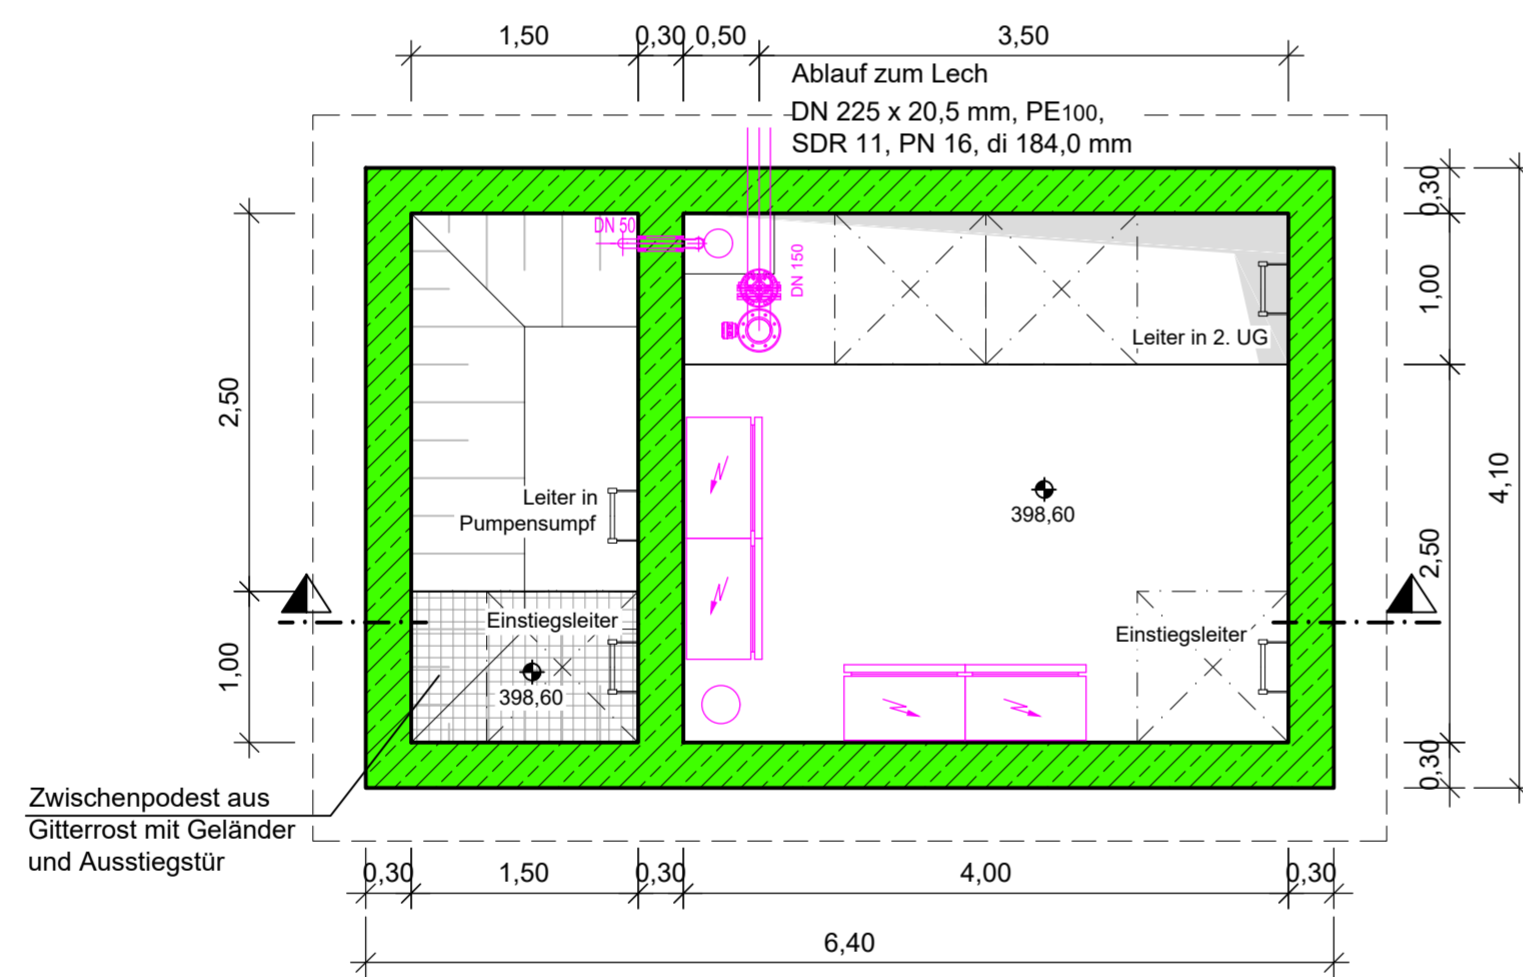 1,50
0,30
0,50
3,50
Ablauf zum Lech
DN 225 x 20,5 mm, PE100,
SDR 11, PN 16, di 184,0 mm
0,30
DN 50
DN 150
1,00
Leiter in 2. UG
2,50
4,10
Leiter in
Pumpensumpf
398,60
2,50
Einstiegsleiter
Einstiegsleiter
1,00
398,60
0,30
Zwischenpodest aus
Gitterrost mit Geländer
und Ausstiegstür
0,30
1,50
0,30
4,00
0,30
6,40